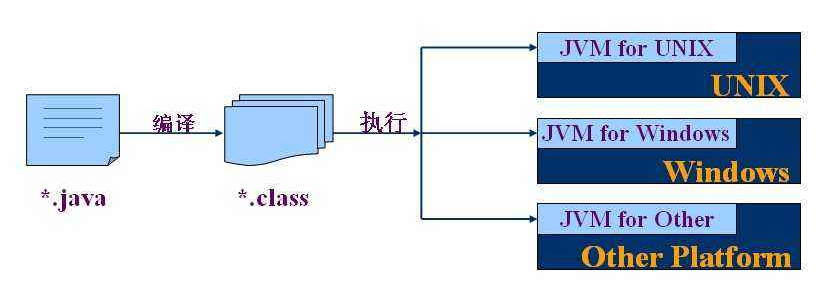 *.java
编译
*.class
执行
JVM for UNIX
UNIX
JVM for Windows
Windows
JVM for Other
Other Platform